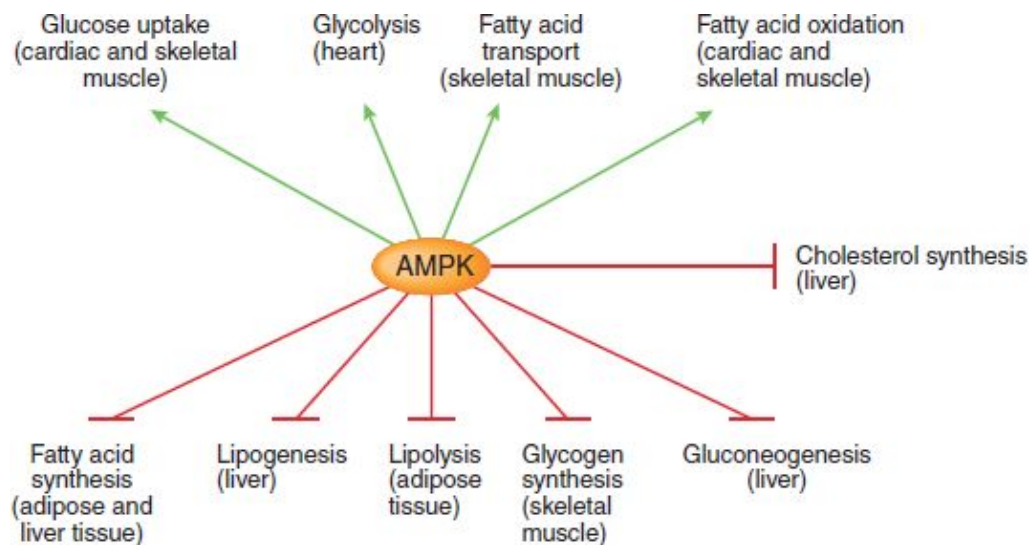 Glucose uptake
(cardiac and skeletal
muscle)
Glycolysis
(heart)
Fatty acid
transport
(skeletal muscle)
Fatty acid oxidation
(cardiac and
skeletal muscle)
AMPK
Cholesterol synthesis
(liver)
Fatty acid
synthesis
(adipose and
liver tissue)
Lipogenesis
(liver)
Lipolysis
(adipose
tissue)
Glycogen
synthesis
(skeletal
muscle)
Gluconeogenesis
(liver)